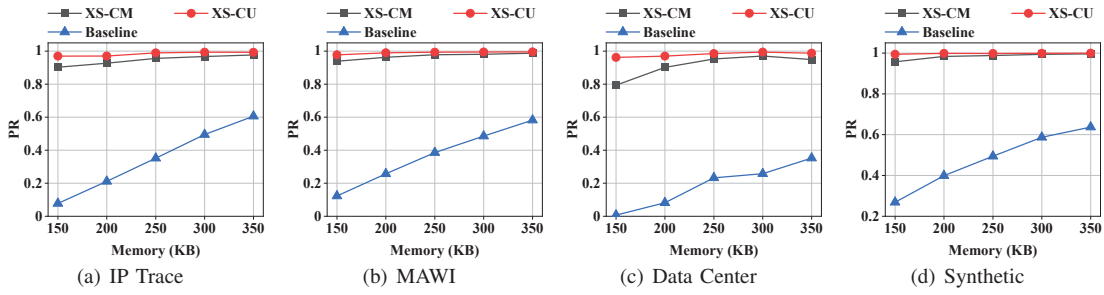 XS-CM XS-CU
Baseline
1
0.8
0.6
0.4
0.2
0
PR
150 200 250 300 350
Memory (KB)
(a) IP Trace
XS-CM XS-CU
Baseline
1
0.8
0.6
0.4
0.2
0
PR
150 200 250 300 350
Memory (KB)
(b) MAWI
XS-CM XS-CU
Baseline
1
0.8
0.6
0.4
0.2
0
PR
150 200 250 300 350
Memory (KB)
(c) Data Center
XS-CM XS-CU
Baseline
1.0
0.8
0.6
0.4
0.2
PR
150 200 250 300 350
Memory (KB)
(d) Synthetic